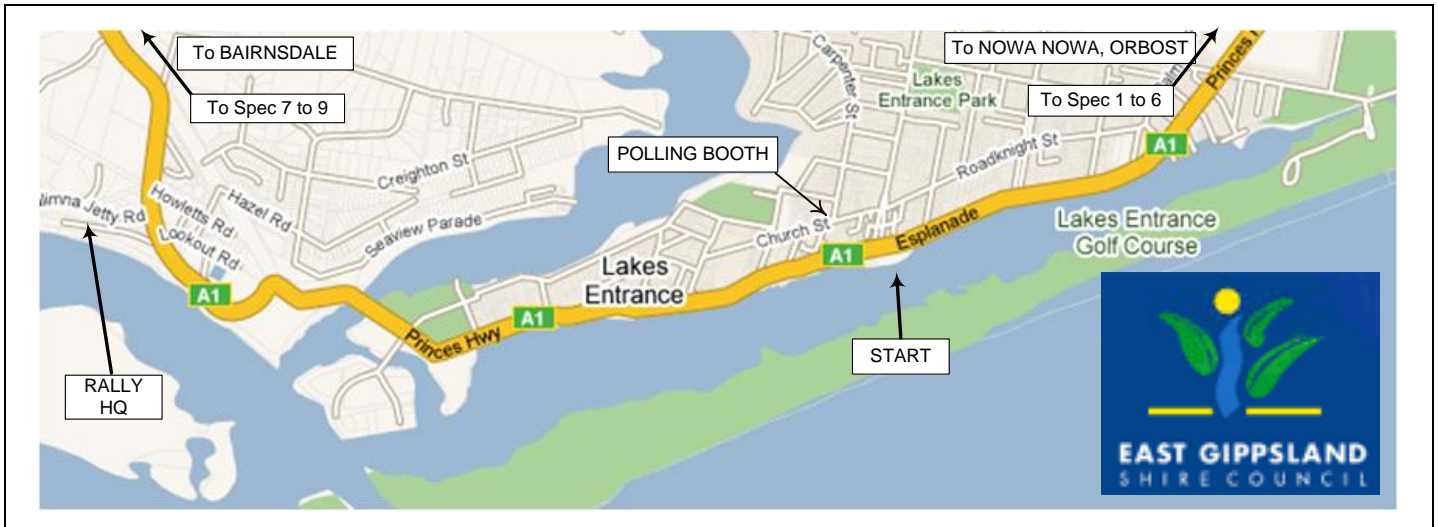 To BAIRNSDALE
To Spec 7 to 9
Carpenter St
Lakes
Entrance Park
To NOWA NOWA, ORBOST
To Spec 1 to 6
Princes
A1
POLLING BOOTH
Roadknight St
Creighton St
Jetty Rd
Howletts Rd
Hazel Rd
Lookout Rd
Seaview Parade
Church St
Esplanade
A1
Lakes Entrance
Golf Course
Lakes
Entrance
A1
A1
Princes Hwy
START
RALLY
HQ
EAST GIPPSLAND
SHIRE COUNCIL